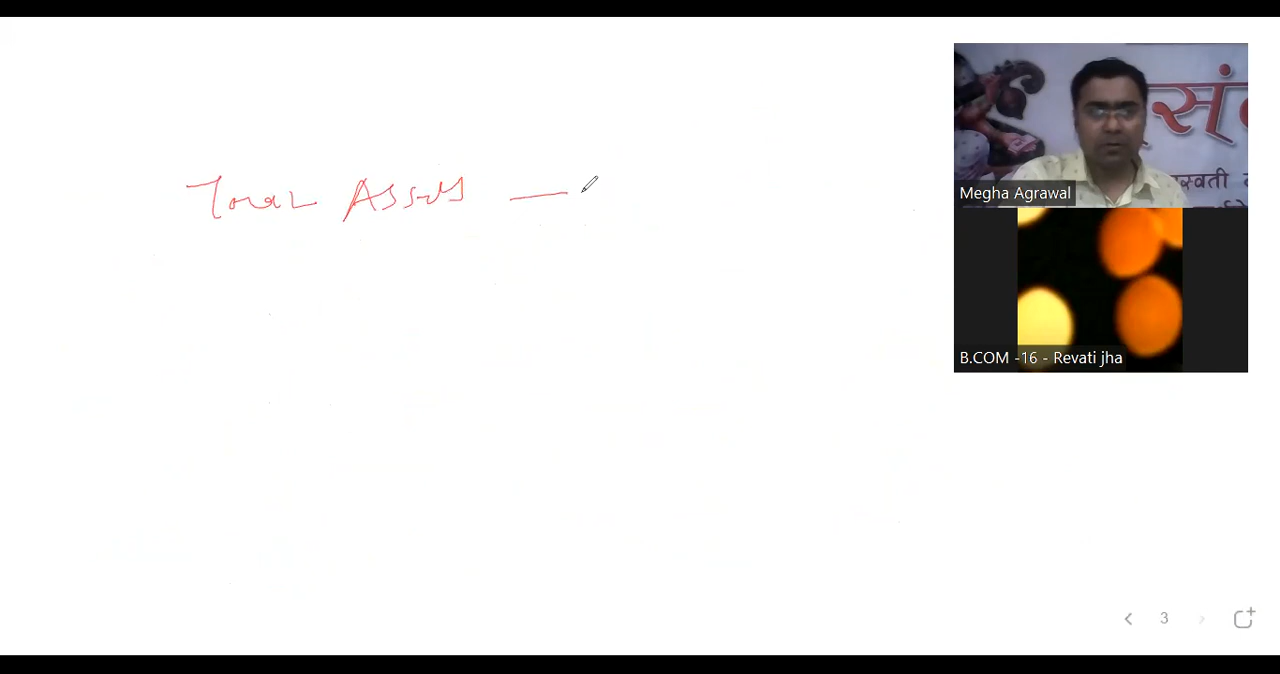 Total Assets —
संv
Megha Agrawal
B.COM -16 - Revati jha
3